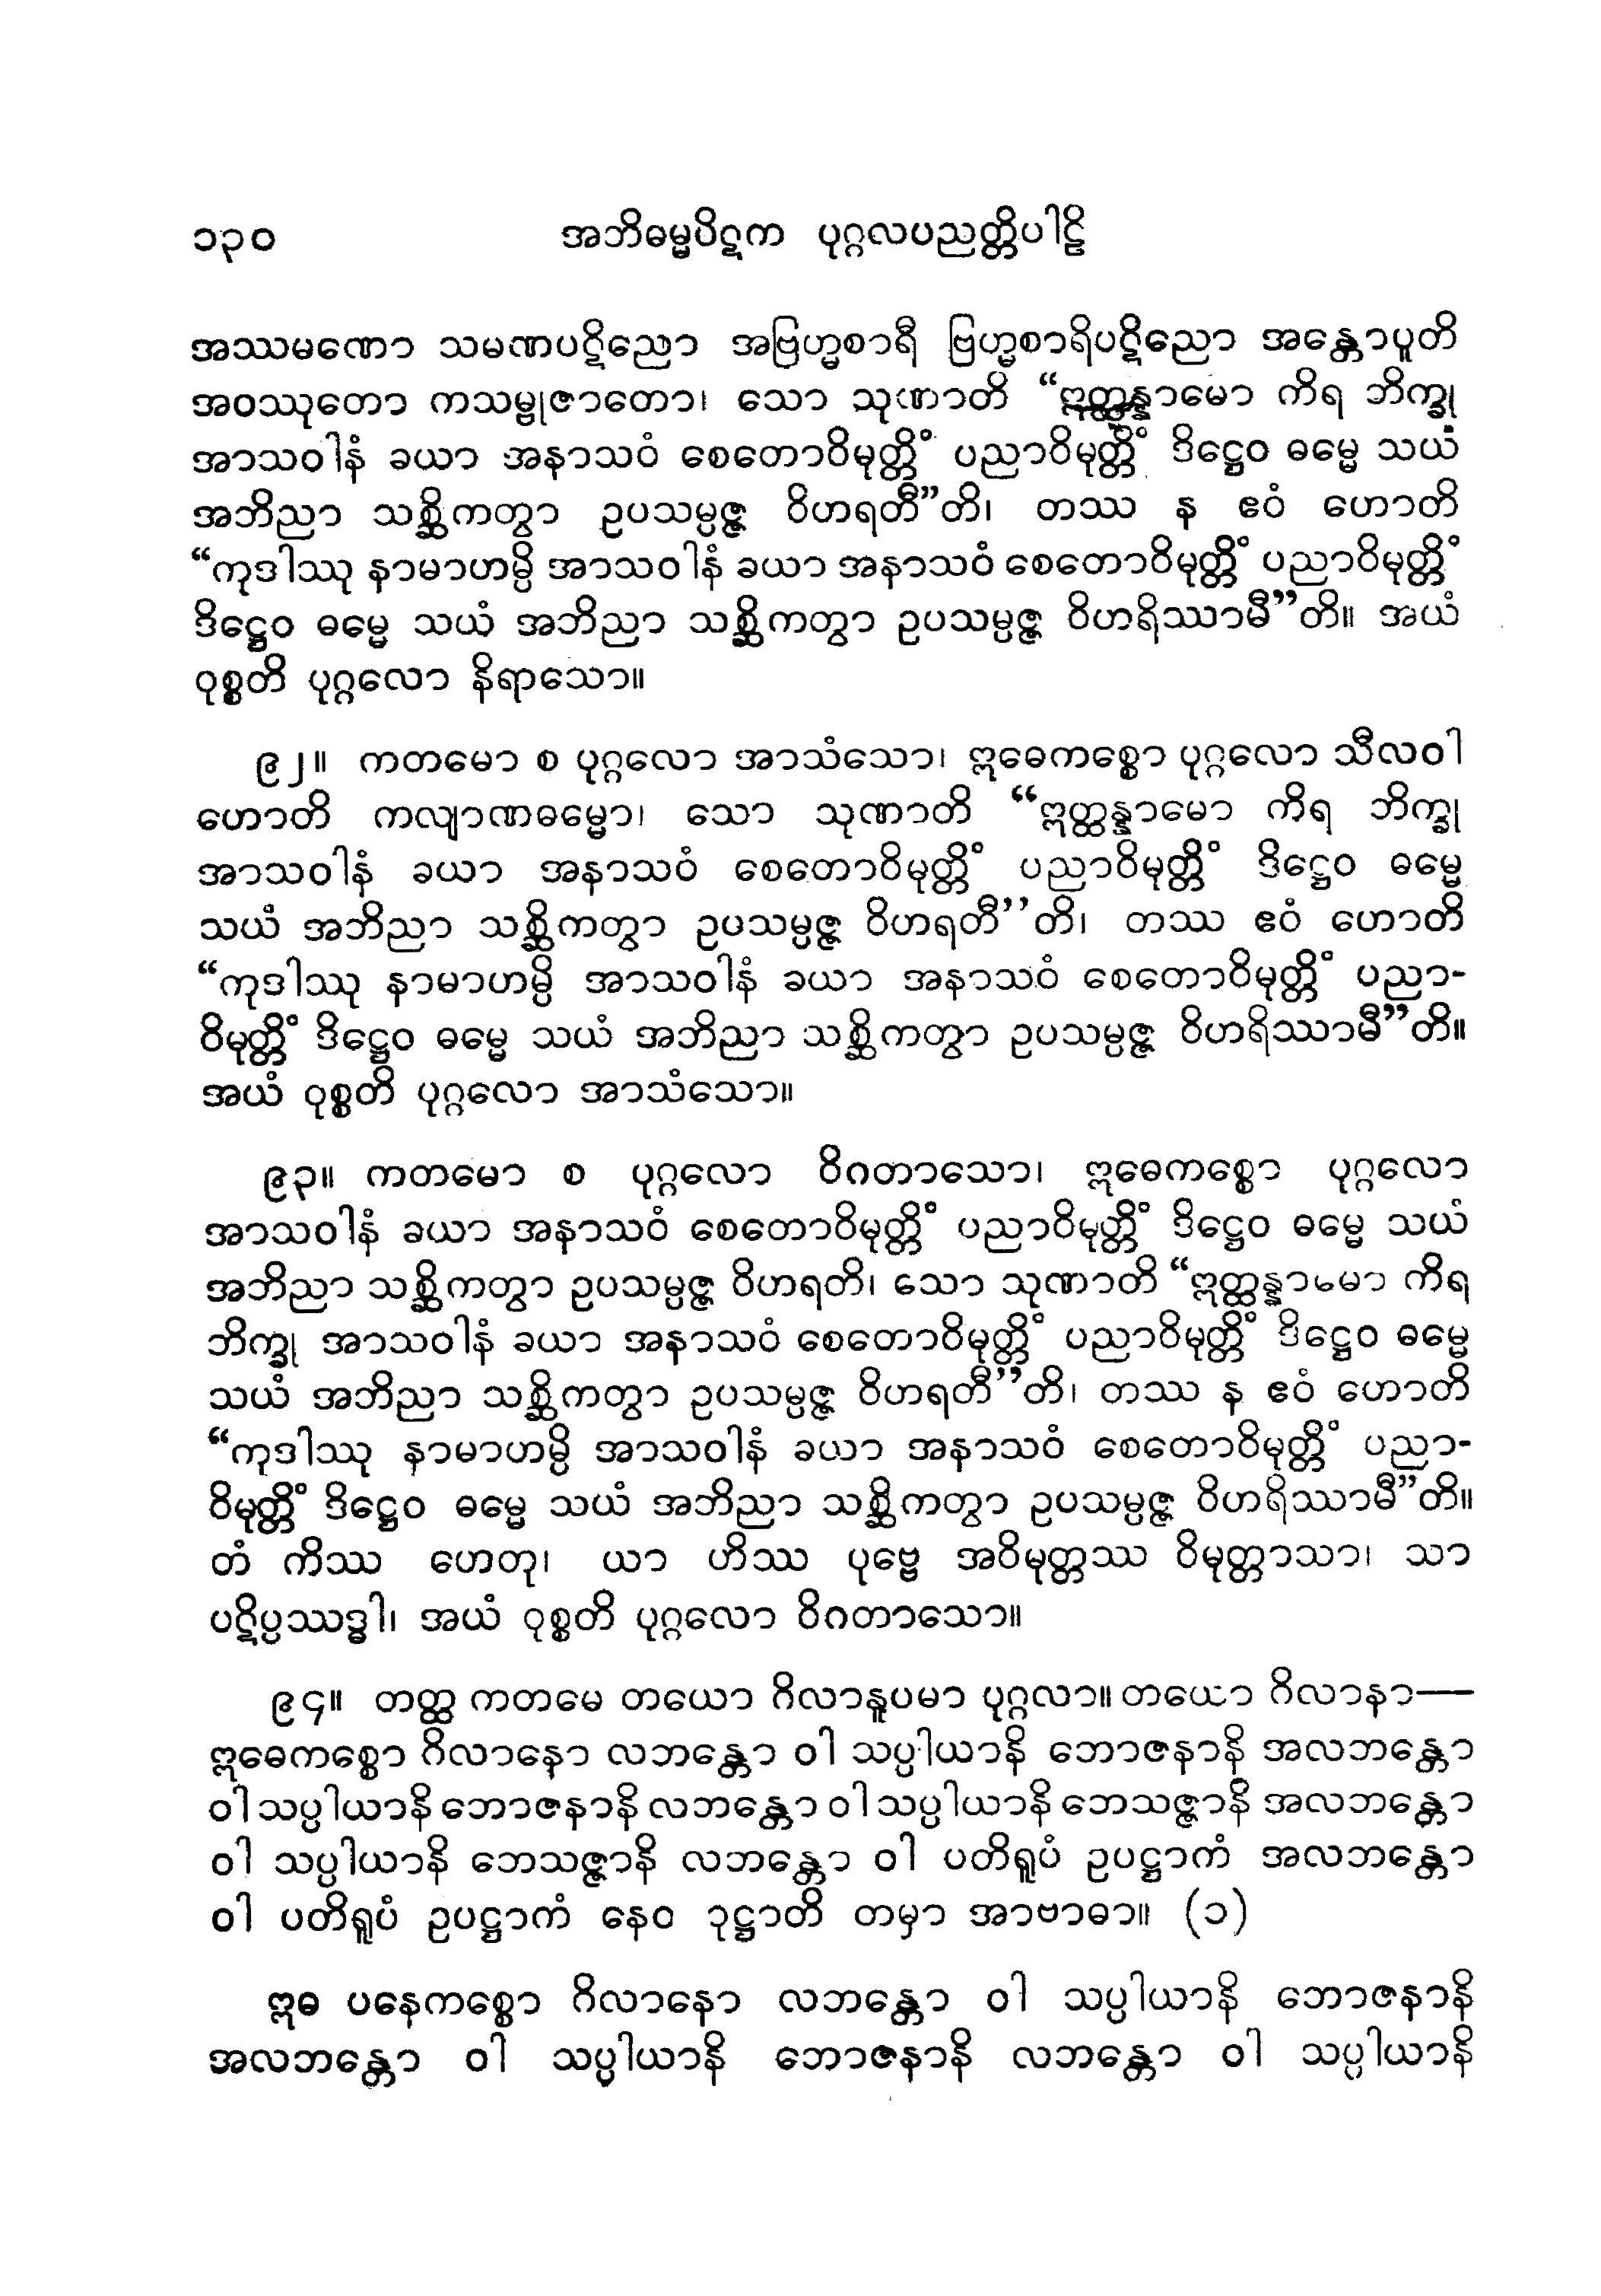 ၁၃၀ အဘိဓမ္မပိဋက ပုဂ္ဂလပညတ္တိပါဠိ
အဿမဏော သမဏပဋိညော အဗြဟ္မစာရီ ဗြဟ္မစာရိပဋိညော အန္တောပူတိ
အဝဿုတော ကသမ္ဗုဇာတော၊ သော သုဏာတိ “ဣတ္ထန္နာမော ကိရ ဘိက္ခု
အာသဝါနံ ခယာ အနာသဝံ စေတောဝိမုတ္တိံ ပညာဝိမုတ္တိံ ဒိဋ္ဌေဝ ဓမ္မေ သယံ
အဘိညာ သစ္ဆိကတွာ ဥပသမ္ပဇ္ဇ ဝိဟရတီ”တိ၊ တဿ န ဧဝံ ဟောတိ
“ကုဒါဿု နာမာဟမ္ပိ အာသဝါနံ ခယာ အနာသဝံ စေတောဝိမုတ္တိံ ပညာဝိမုတ္တိံ
ဒိဋ္ဌေဝ ဓမ္မေ သယံ အဘိညာ သစ္ဆိကတွာ ဥပသမ္ပဇ္ဇ ဝိဟရိဿာမီ”တိ။ အယံ
ဝုစ္စတိ ပုဂ္ဂလော နိရာသော။
၉၂။ ကတမော စ ပုဂ္ဂလော အာသံသော၊ ဣဓေကစ္စော ပုဂ္ဂလော သီလဝါ
ဟောတိ ကလျာဏဓမ္မော၊ သော သုဏာတိ “ဣတ္ထန္နာမော ကိရ ဘိက္ခု
အာသဝါနံ ခယာ အနာသဝံ စေတောဝိမုတ္တိံ ပညာဝိမုတ္တိံ ဒိဋ္ဌေဝ ဓမ္မေ
သယံ အဘိညာ သစ္ဆိကတွာ ဥပသမ္ပဇ္ဇ ဝိဟရတီ’’တိ၊ တဿ ဧဝံ ဟောတိ
“ကုဒါဿု နာမာဟမ္ပိ အာသဝါနံ ခယာ အနာသဝံ စေတောဝိမုတ္တိံ ပညာ-
ဝိမုတ္တိံ ဒိဋ္ဌေဝ ဓမ္မေ သယံ အဘိညာ သစ္ဆိကတွာ ဥပသမ္ပဇ္ဇ ဝိဟရိဿာမီ”တိ။
အယံ ဝုစ္စတိ ပုဂ္ဂလော အာသံသော။
၉၃။ ကတမော စ ပုဂ္ဂလော ဝိဂတာသော၊ ဣဓေကစ္စော ပုဂ္ဂလော
အာသဝါနံ ခယာ အနာသဝံ စေတောဝိမုတ္တိံ ပညာဝိမုတ္တိံ ဒိဋ္ဌေဝ ဓမ္မေ သယံ
အဘိညာ သစ္ဆိကတွာ ဥပသမ္ပဇ္ဇ ဝိဟရတိ၊ သော သုဏာတိ “ဣတ္ထန္နာမော ကိရ
ဘိက္ခု အာသဝါနံ ခယာ အနာသဝံ စေတောဝိမုတ္တိံ ပညာဝိမုတ္တိံ ဒိဋ္ဌေဝ ဓမ္မေ
သယံ အဘိညာ သစ္ဆိကတွာ ဥပသမ္ပဇ္ဇ ဝိဟရတီ”တိ၊ တဿ န ဧဝံ ဟောတိ
“ကုဒါဿု နာမာဟမ္ပိ အာသဝါနံ ခယာ အနာသဝံ စေတောဝိမုတ္တိံ ပညာ-
ဝိမုတ္တိံ ဒိဋ္ဌေဝ ဓမ္မေ သယံ အဘိညာ သစ္ဆိကတွာ ဥပသမ္ပဇ္ဇ ဝိဟရိဿာမီ”တိ။
တံ ကိဿ ဟေတု၊ ယာ ဟိဿ ပုဗ္ဗေ အဝိမုတ္တဿ ဝိမုတ္တာသာ၊ သာ
ပဋိပ္ပဿဒ္ဓါ၊ အယံ ဝုစ္စတိ ပုဂ္ဂလော ဝိဂတာသော။
၉၄။ တတ္ထ ကတမေ တယော ဂိလာနူပမာ ပုဂ္ဂလာ။ တယော ဂိလာနာ—
ဣဓေကစ္စော ဂိလာနော လဘန္တော ဝါ သပ္ပါယာနိ ဘောဇနာနိ အလဘန္တော
ဝါ သပ္ပါယာနိ ဘောဇနာနိ လဘန္တော ဝါ သပ္ပါယာနိ ဘေသဇ္ဇာနိ အလဘန္တော
ဝါ သပ္ပါယာနိ ဘေသဇ္ဇာနိ လဘန္တော ဝါ ပတိရူပံ ဥပဋ္ဌာကံ အလဘန္တော
ဝါ ပတိရူပံ ဥပဋ္ဌာကံ နေဝ ဝုဋ္ဌာတိ တမှာ အာဗာဓာ။ (၁)
ဣဓ ပနေကစ္စော ဂိလာနော လဘန္တော ဝါ သပ္ပါယာနိ ဘောဇနာနိ
အလဘန္တော ဝါ သပ္ပါယာနိ ဘောဇနာနိ လဘန္တော ဝါ သပ္ပါယာနိ